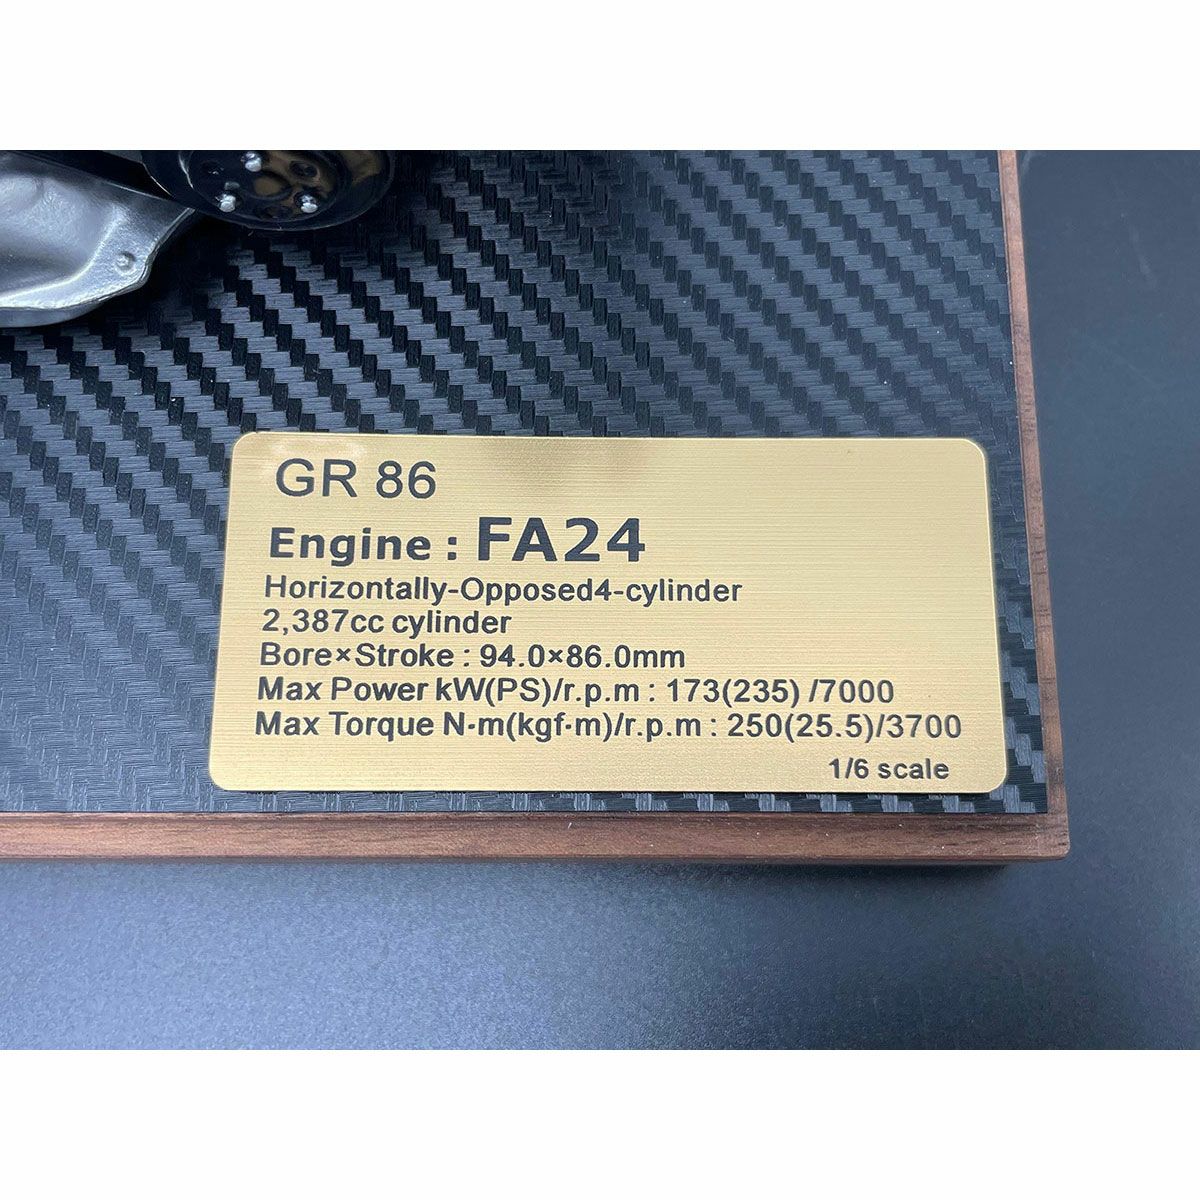 GR 86
Engine : FA24
Horizontally-Opposed4-cylinder
2,387cc cylinder
Bore×Stroke : 94.0×86.0mm
Max Power kW(PS)/r.p.m : 173(235) /7000
Max Torque N·m(kgf·m)/r.p.m : 250(25.5)/3700
1/6 scale